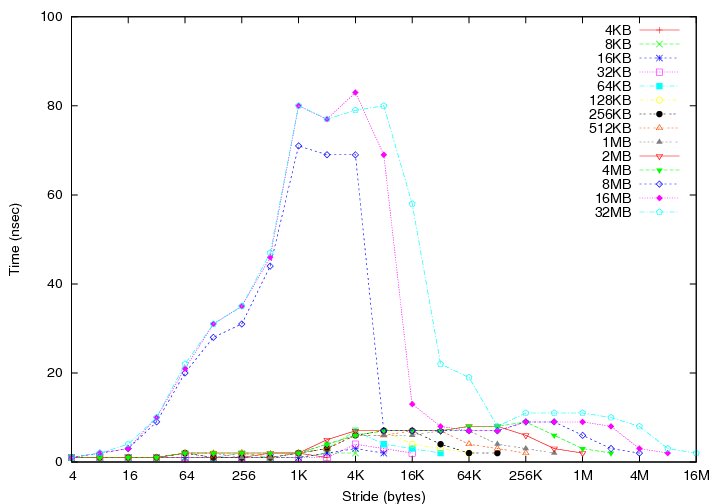 100
80
60
40
20
0
Time (nsec)
4KB
8KB
16KB
32KB
64KB
128KB
256KB
512KB
1MB
2MB
4MB
8MB
16MB
32MB
4 16 64 256 1K 4K 16K 64K 256K 1M 4M 16M
Stride (bytes)